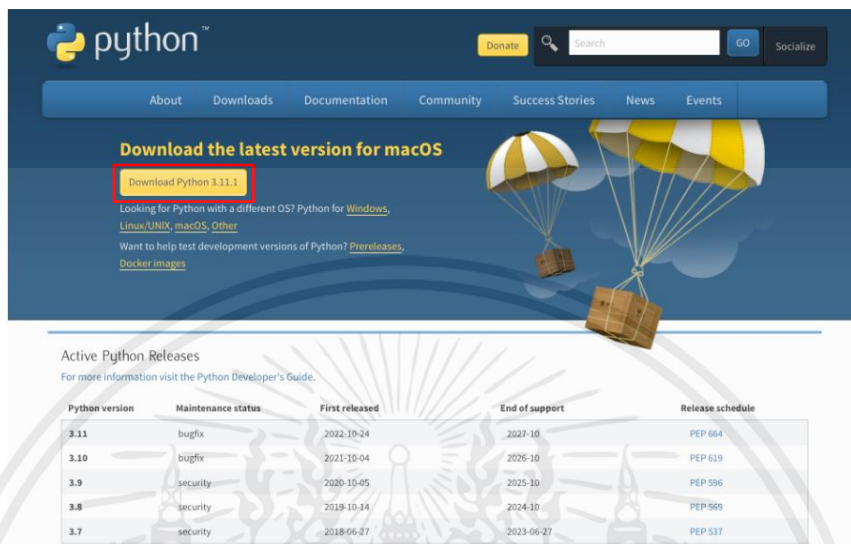 python™
Donate
Search
GO
Socialize
About Downloads Documentation Community Success Stories News Events
Download the latest version for macOS
Download Python 3.11.1
Looking for Python with a different OS? Python for Windows,
Linux/UNIX, macOS, Other
Want to help test development versions of Python? Prereleases,
Docker images
Active Python Releases
For more information visit the Python Developer's Guide.
Python version Maintenance status First released End of support Release schedule
3.11 bugfix 2022-10-24 2027-10 PEP 664
3.10 bugfix 2021-10-04 2026-10 PEP 619
3.9 security 2020-10-05 2025-10 PEP 596
3.8 security 2019-10-14 2024-10 PEP 569
3.7 security 2018-06-27 2023-06-27 PEP 537